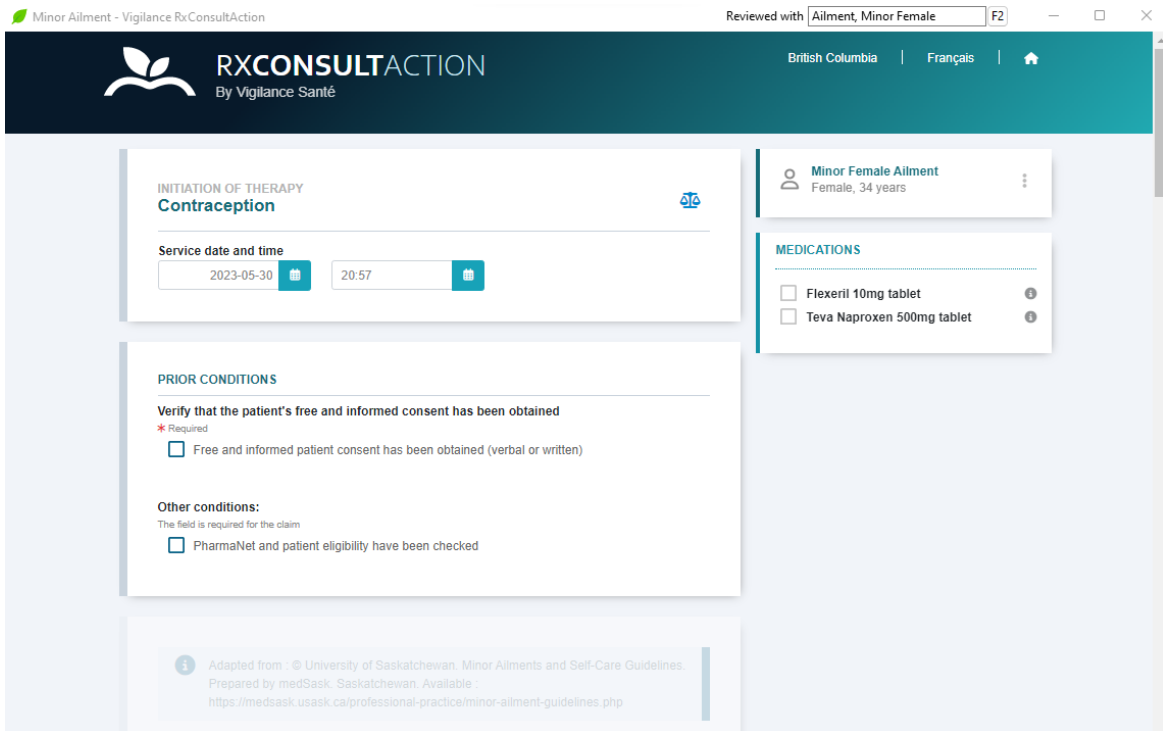 Minor Ailment - Vigilance RxConsultAction
Reviewed with Ailment, Minor Female F2
RXCONSULTACTION
By Vigilance Santé
British Columbia | Français |
INITIATION OF THERAPY
Contraception
Service date and time
2023-05-30 20:57
Minor Female Ailment
Female, 34 years
MEDICATIONS
Flexeril 10mg tablet
Teva Naproxen 500mg tablet
PRIOR CONDITIONS
Verify that the patient's free and informed consent has been obtained
* Required
Free and informed patient consent has been obtained (verbal or written)
Other conditions:
The field is required for the claim
PharmaNet and patient eligibility have been checked
Adapted from : © University of Saskatchewan. Minor Ailments and Self-Care Guidelines.
Prepared by medSask. Saskatchewan. Available :
https://medsask.usask.ca/professional-practice/minor-ailment-guidelines.php